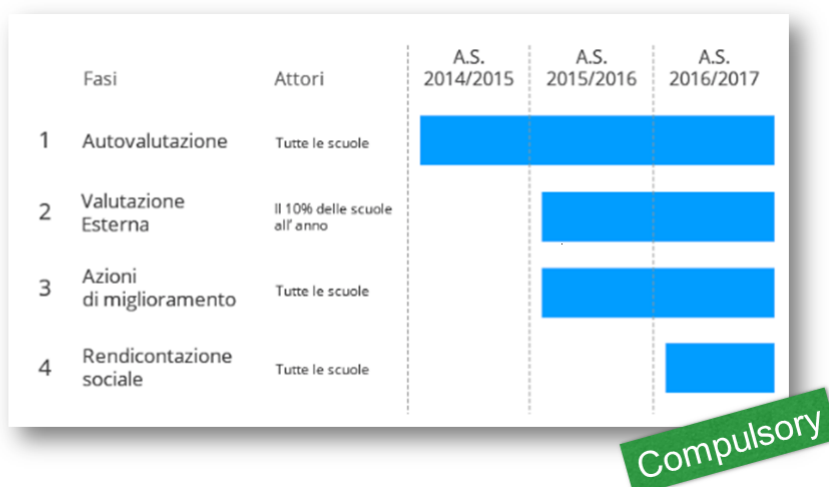 Fasi Attori A.S. 2014/2015 A.S. 2015/2016 A.S. 2016/2017
1 Autovalutazione Tutte le scuole
2 Valutazione Esterna Il 10% delle scuole all' anno
3 Azioni di miglioramento Tutte le scuole
4 Rendicontazione sociale Tutte le scuole
Compulsory